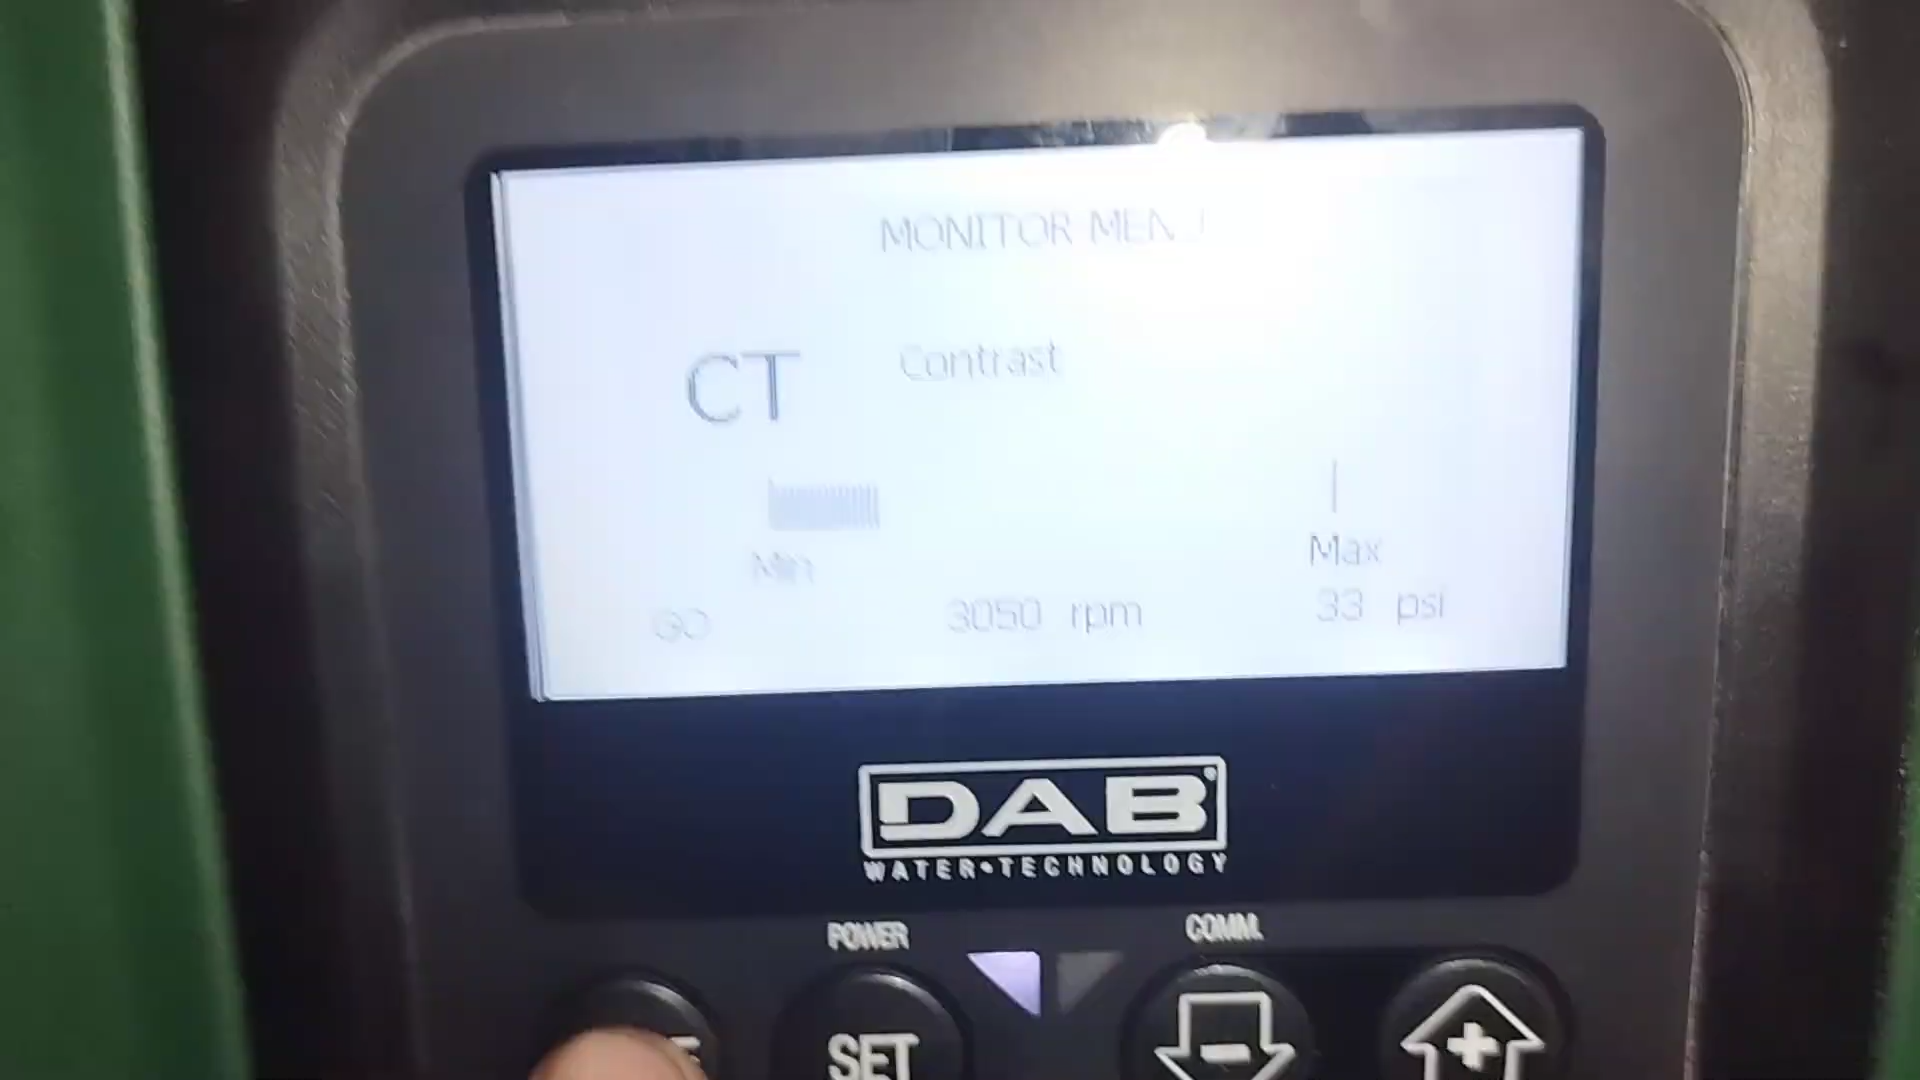 MONITOR MENU
CT Contrast
Min Max
GO 3050 rpm 33 psi
DAB
WATER•TECHNOLOGY
POWER COMM.
SET - +